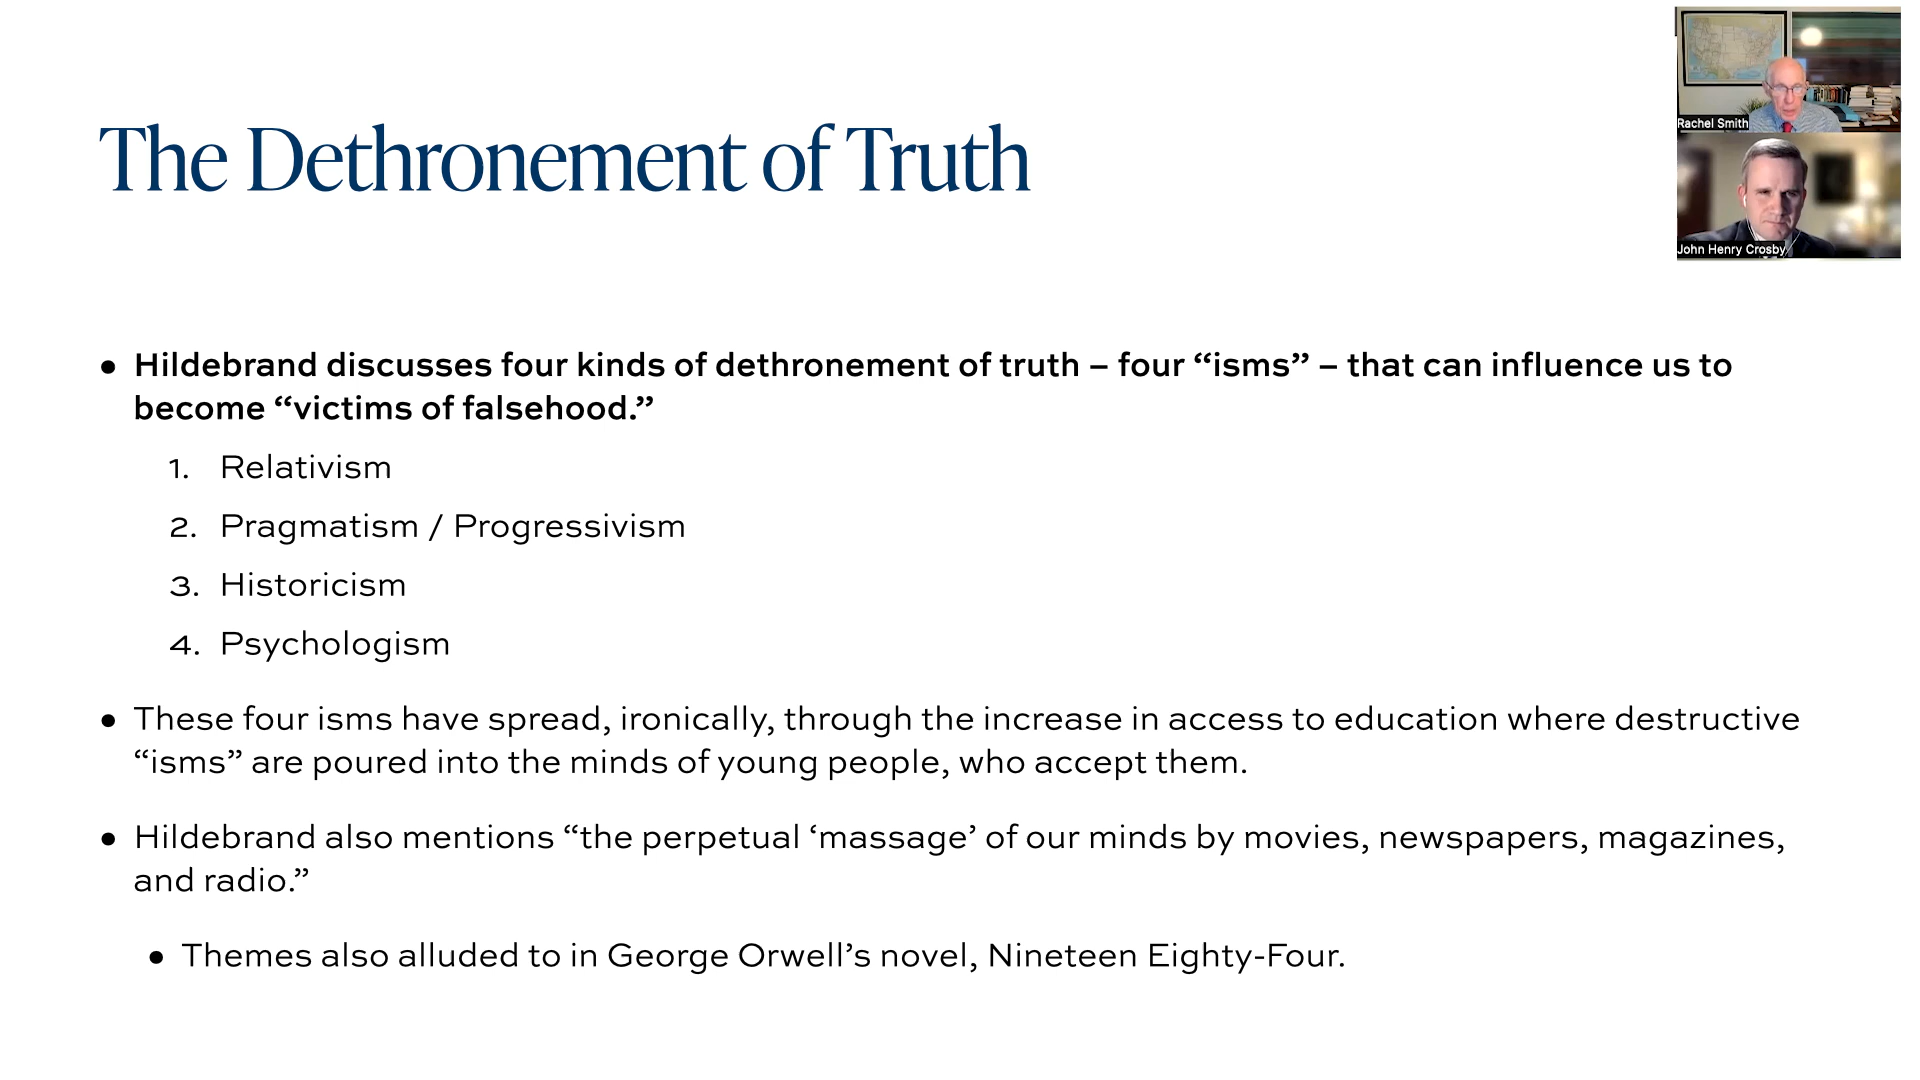 The Dethronement of Truth
Rachel Smith
John Henry Crosby
• Hildebrand discusses four kinds of dethronement of truth – four “isms” – that can influence us to
become “victims of falsehood.”
1. Relativism
2. Pragmatism / Progressivism
3. Historicism
4. Psychologism
• These four isms have spread, ironically, through the increase in access to education where destructive
“isms” are poured into the minds of young people, who accept them.
• Hildebrand also mentions “the perpetual ‘massage’ of our minds by movies, newspapers, magazines,
and radio.”
• Themes also alluded to in George Orwell’s novel, Nineteen Eighty-Four.